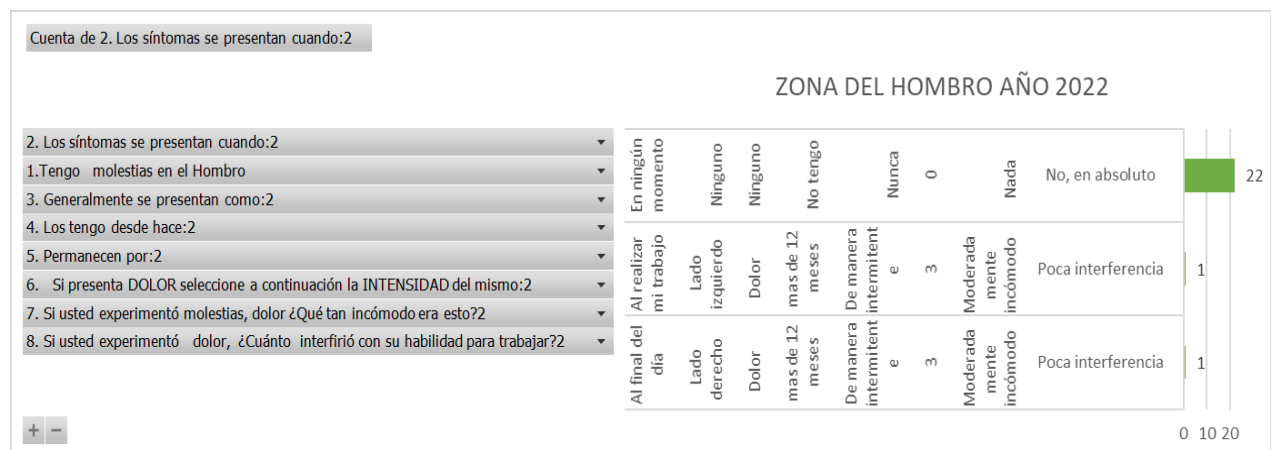 Cuenta de 2. Los síntomas se presentan cuando:2
ZONA DEL HOMBRO AÑO 2022
2. Los síntomas se presentan cuando:2
1.Tengo molestias en el Hombro
3. Generalmente se presentan como:2
4. Los tengo desde hace:2
5. Permanecen por:2
6. Si presenta DOLOR seleccione a continuación la INTENSIDAD del mismo:2
7. Si usted experimentó molestias, dolor ¿Qué tan incómodo era esto?2
8. Si usted experimentó dolor, ¿Cuánto interfirió con su habilidad para trabajar?2
En ningún
momento
Ninguno
Ninguno
No tengo
Nunca
0
Nada
No, en absoluto
22
Al realizar
mi trabajo
Lado
izquierdo
Dolor
mas de 12
meses
De manera
intermitent
e
3
Moderada
mente
incómodo
Poca interferencia
1
Al final del
día
Lado
derecho
Dolor
mas de 12
meses
De manera
intermitent
e
3
Moderada
mente
incómodo
Poca interferencia
1
+ −
0 10 20